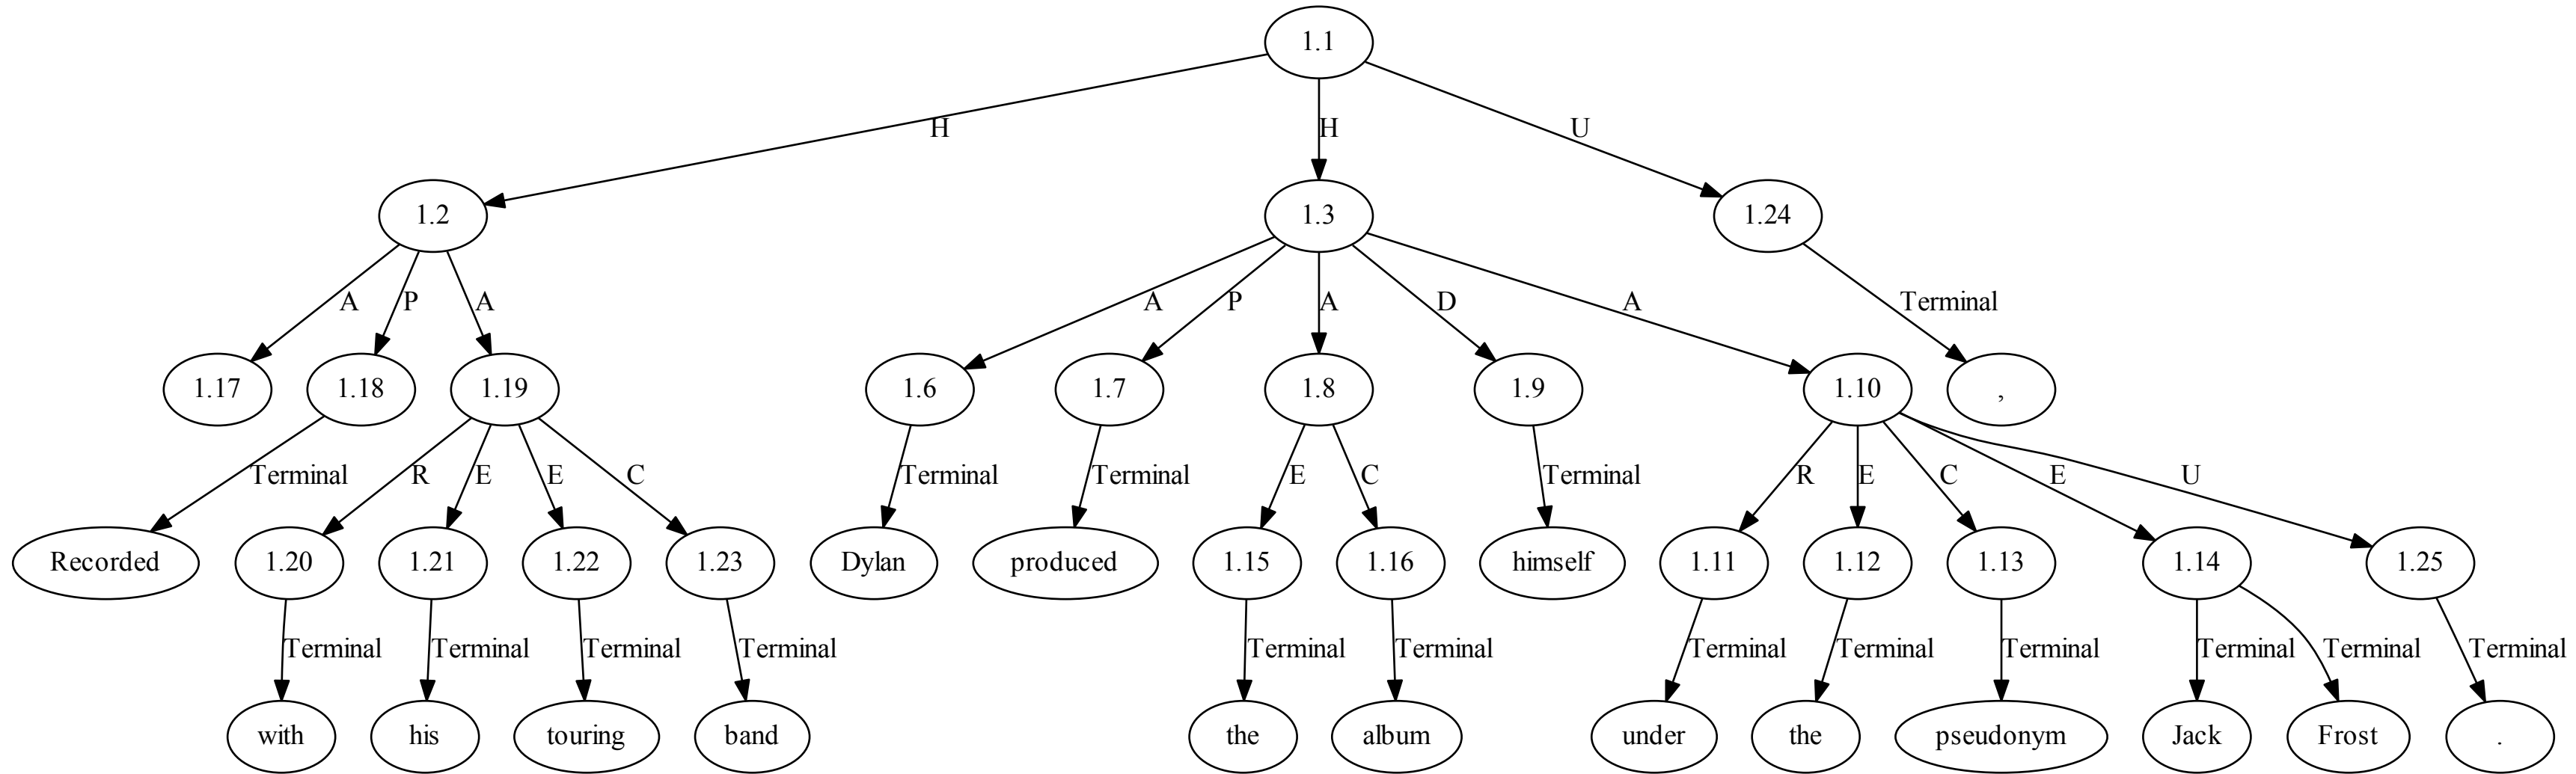 1.1
H H U
1.2 1.3 1.24
A P A A P A D A Terminal
1.17 1.18 1.19 1.6 1.7 1.8 1.9 1.10 ,
Terminal R E E C Terminal Terminal E C Terminal R E C E U
Recorded 1.20 1.21 1.22 1.23 Dylan produced 1.15 1.16 himself 1.11 1.12 1.13 1.14 1.25
Terminal Terminal Terminal Terminal Terminal Terminal Terminal Terminal Terminal Terminal Terminal Terminal
with his touring band the album under the pseudonym Jack Frost .